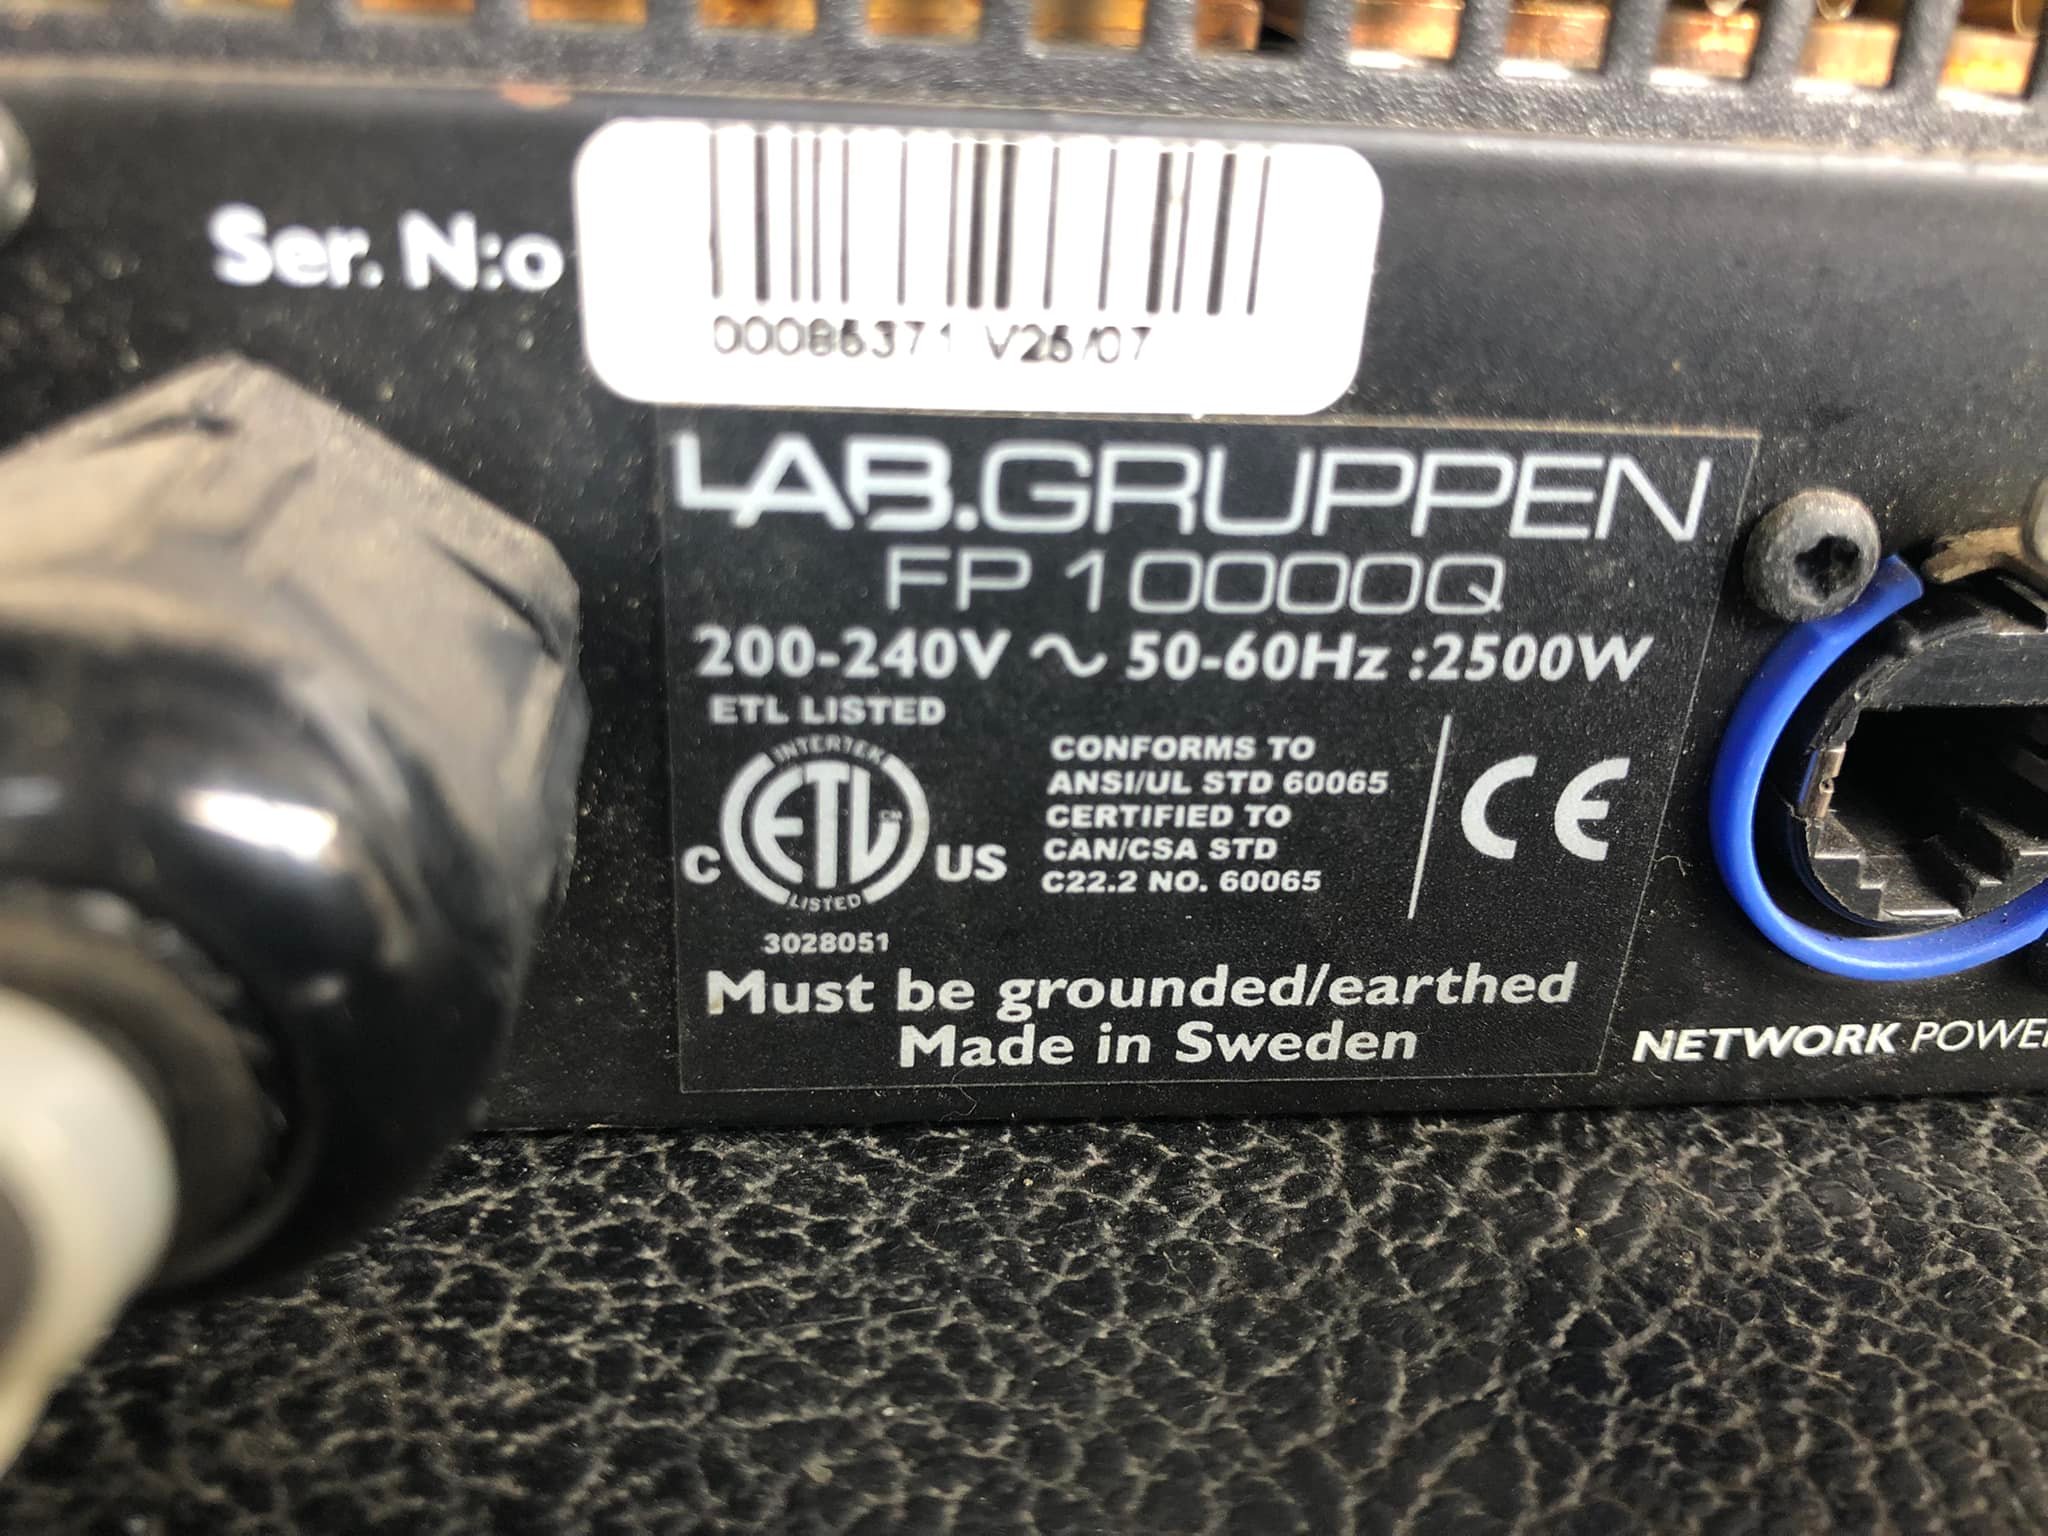 Ser. N:o
00086371 V26/07
LAB.GRUPPEN
FP 10000Q
200-240V ~ 50-60Hz :2500W
ETL LISTED
INTERTEK
ETL CM
C US
LISTED
3028051
CONFORMS TO
ANSI/UL STD 60065
CERTIFIED TO
CAN/CSA STD
C22.2 NO. 60065
CE
Must be grounded/earthed
Made in Sweden
NETWORK POWE